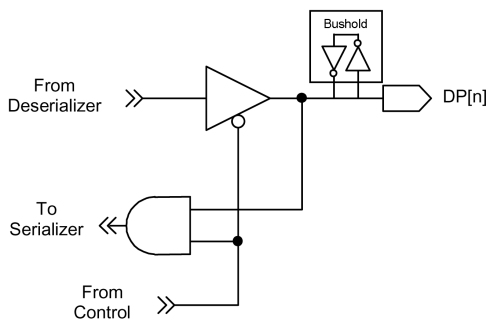 Bushold
From
Deserializer
DP[n]
To
Serializer
From
Control